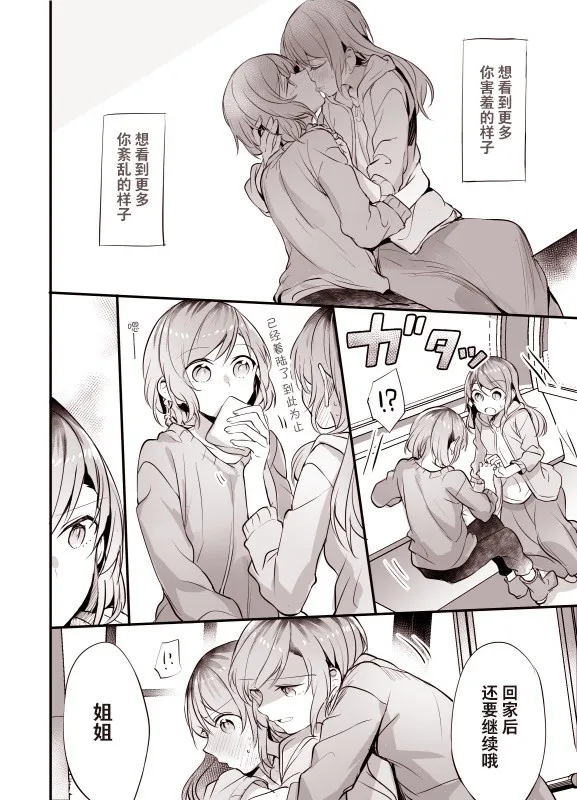 想看到更多
你害羞的样子
想看到更多
你紊乱的样子
ガタッ
!?
已经着陆了到此为止
嗯——
回家后
还要继续哦
!?
姐姐